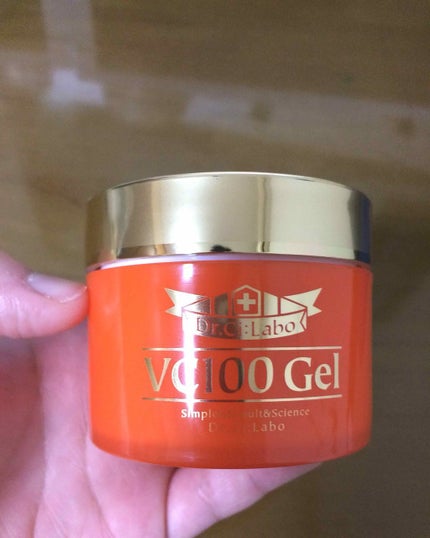 Dr.Ci:Labo
VC100 Gel
Simple Result&Science
Dr.Ci:Labo